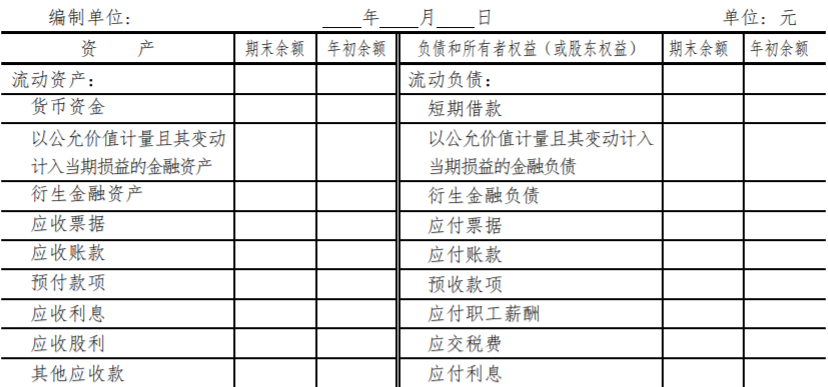 编制单位： ____年____月____日 单位：元
资 产 期末余额 年初余额 负债和所有者权益（或股东权益） 期末余额 年初余额
流动资产： 流动负债：
货币资金 短期借款
以公允价值计量且其变动 以公允价值计量且其变动计入
计入当期损益的金融资产 当期损益的金融负债
衍生金融资产 衍生金融负债
应收票据 应付票据
应收账款 应付账款
预付款项 预收款项
应收利息 应付职工薪酬
应收股利 应交税费
其他应收款 应付利息